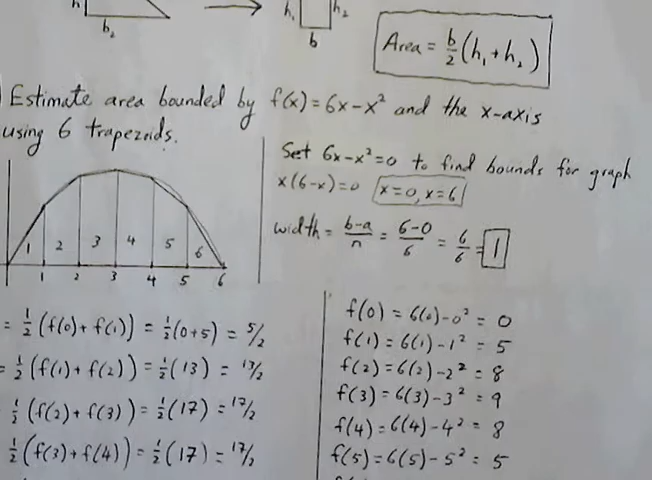 h
b₂
h₁ h₂
b
Area = b/2 (h₁ + h₂)
Estimate area bounded by f(x) = 6x - x² and the x-axis
using 6 trapezoids.
Set 6x - x² = 0 to find bounds for graph
x(6-x) = 0 x=0, x=6
width = b-a/n = 6-0/6 = 6/6 = 1
1 2 3 4 5 6
1 2 3 4 5 6
= 1/2 (f(0) + f(1)) = 1/2 (0+5) = 5/2
= 1/2 (f(1) + f(2)) = 1/2 (13) = 13/2
1/2 (f(2) + f(3)) = 1/2 (17) = 17/2
1/2 (f(3) + f(4)) = 1/2 (17) = 17/2
f(0) = 6(0) - 0² = 0
f(1) = 6(1) - 1² = 5
f(2) = 6(2) - 2² = 8
f(3) = 6(3) - 3² = 9
f(4) = 6(4) - 4² = 8
f(5) = 6(5) - 5² = 5